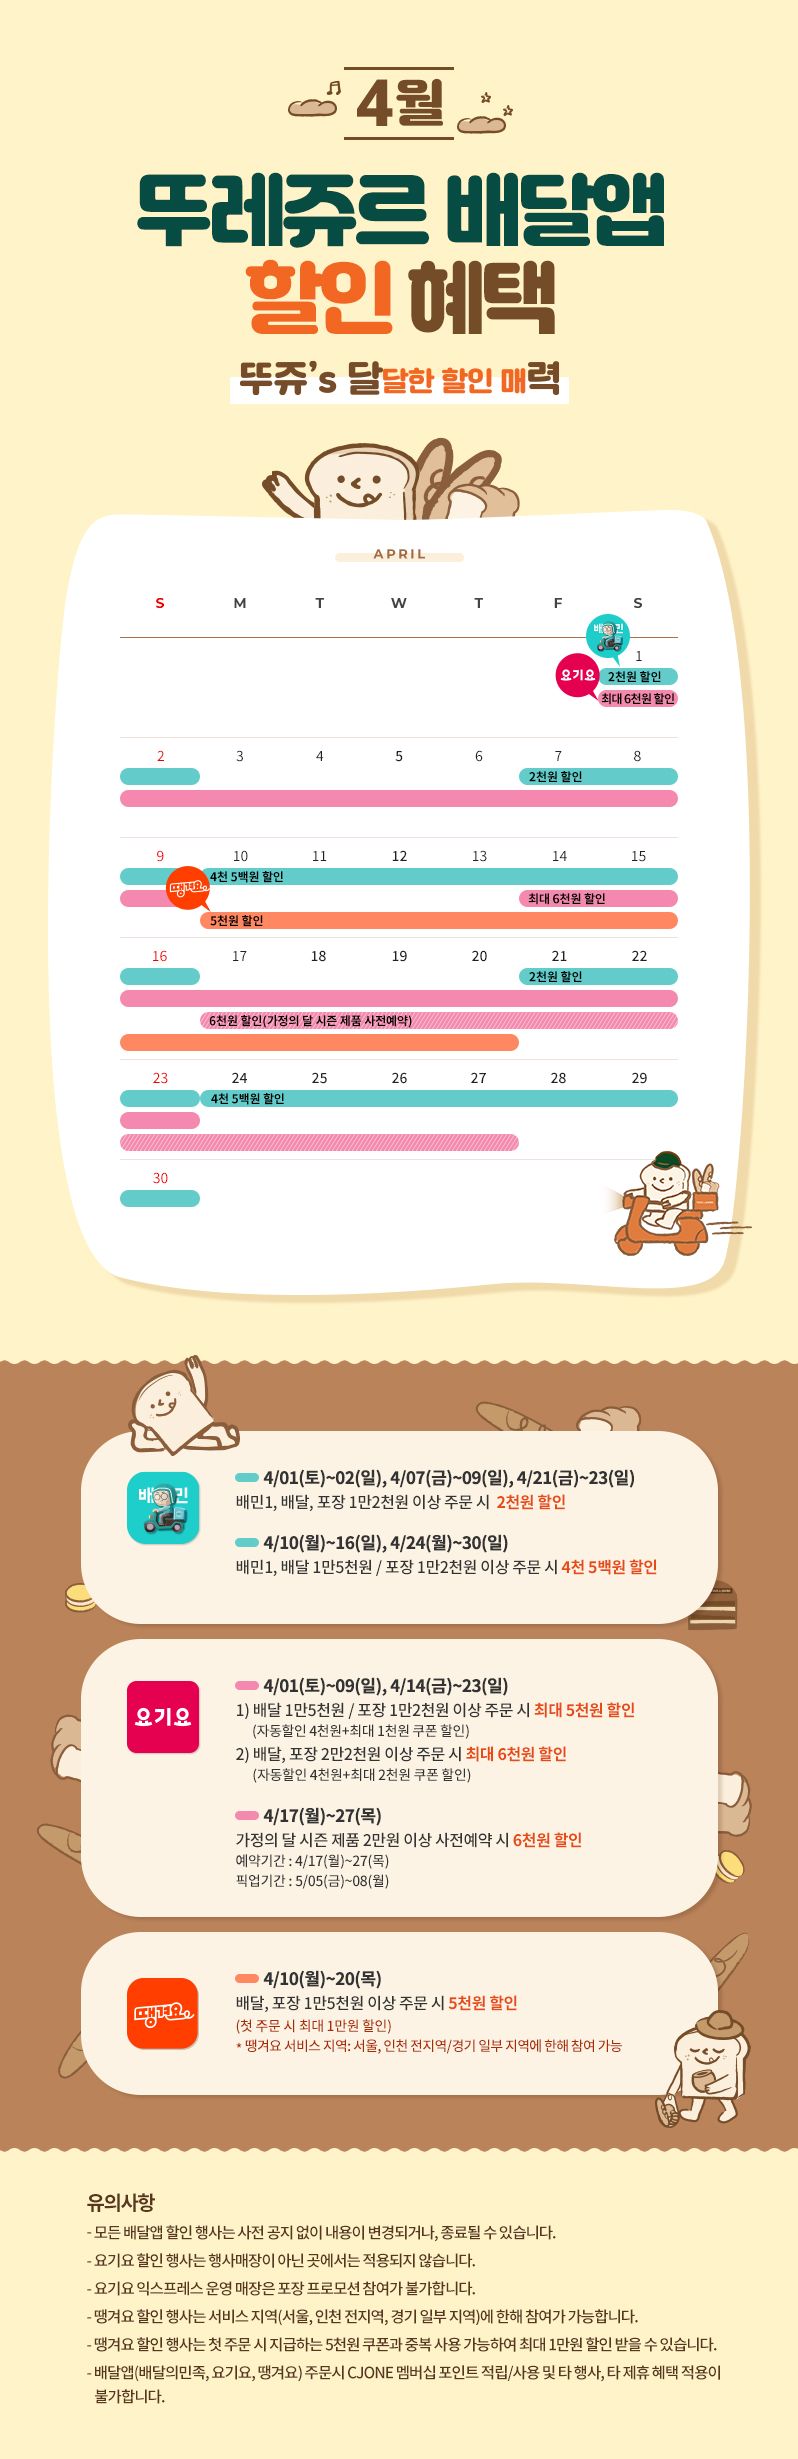 4월
뚜레쥬르 배달앱
할인 혜택
뚜쥬's 달달한 할인 매력
APRIL
S M T W T F S
1
요기요
2천원 할인
최대 6천원 할인
2 3 4 5 6 7 8
2천원 할인
9 10 11 12 13 14 15
4천 5백원 할인
최대 6천원 할인
땡겨요
5천원 할인
16 17 18 19 20 21 22
2천원 할인
6천원 할인(가정의 달 시즌 제품 사전예약)
23 24 25 26 27 28 29
4천 5백원 할인
30
4/01(토)~02(일), 4/07(금)~09(일), 4/21(금)~23(일)
배민1, 배달, 포장 1만2천원 이상 주문 시 2천원 할인
4/10(월)~16(일), 4/24(월)~30(일)
배민1, 배달 1만5천원 / 포장 1만2천원 이상 주문 시 4천 5백원 할인
요기요
4/01(토)~09(일), 4/14(금)~23(일)
1) 배달 1만5천원 / 포장 1만2천원 이상 주문 시 최대 5천원 할인
(자동할인 4천원+최대 1천원 쿠폰 할인)
2) 배달, 포장 2만2천원 이상 주문 시 최대 6천원 할인
(자동할인 4천원+최대 2천원 쿠폰 할인)
4/17(월)~27(목)
가정의 달 시즌 제품 2만원 이상 사전예약 시 6천원 할인
예약기간 : 4/17(월)~27(목)
픽업기간 : 5/05(금)~08(월)
땡겨요
4/10(월)~20(목)
배달, 포장 1만5천원 이상 주문 시 5천원 할인
(첫 주문 시 최대 1만원 할인)
* 땡겨요 서비스 지역: 서울, 인천 전지역/경기 일부 지역에 한해 참여 가능
유의사항
- 모든 배달앱 할인 행사는 사전 공지 없이 내용이 변경되거나, 종료될 수 있습니다.
- 요기요 할인 행사는 행사매장이 아닌 곳에서는 적용되지 않습니다.
- 요기요 익스프레스 운영 매장은 포장 프로모션 참여가 불가합니다.
- 땡겨요 할인 행사는 서비스 지역(서울, 인천 전지역, 경기 일부 지역)에 한해 참여가 가능합니다.
- 땡겨요 할인 행사는 첫 주문 시 지급하는 5천원 쿠폰과 중복 사용 가능하여 최대 1만원 할인 받을 수 있습니다.
- 배달앱(배달의민족, 요기요, 땡겨요) 주문시 CJONE 멤버십 포인트 적립/사용 및 타 행사, 타 제휴 혜택 적용이
불가합니다.